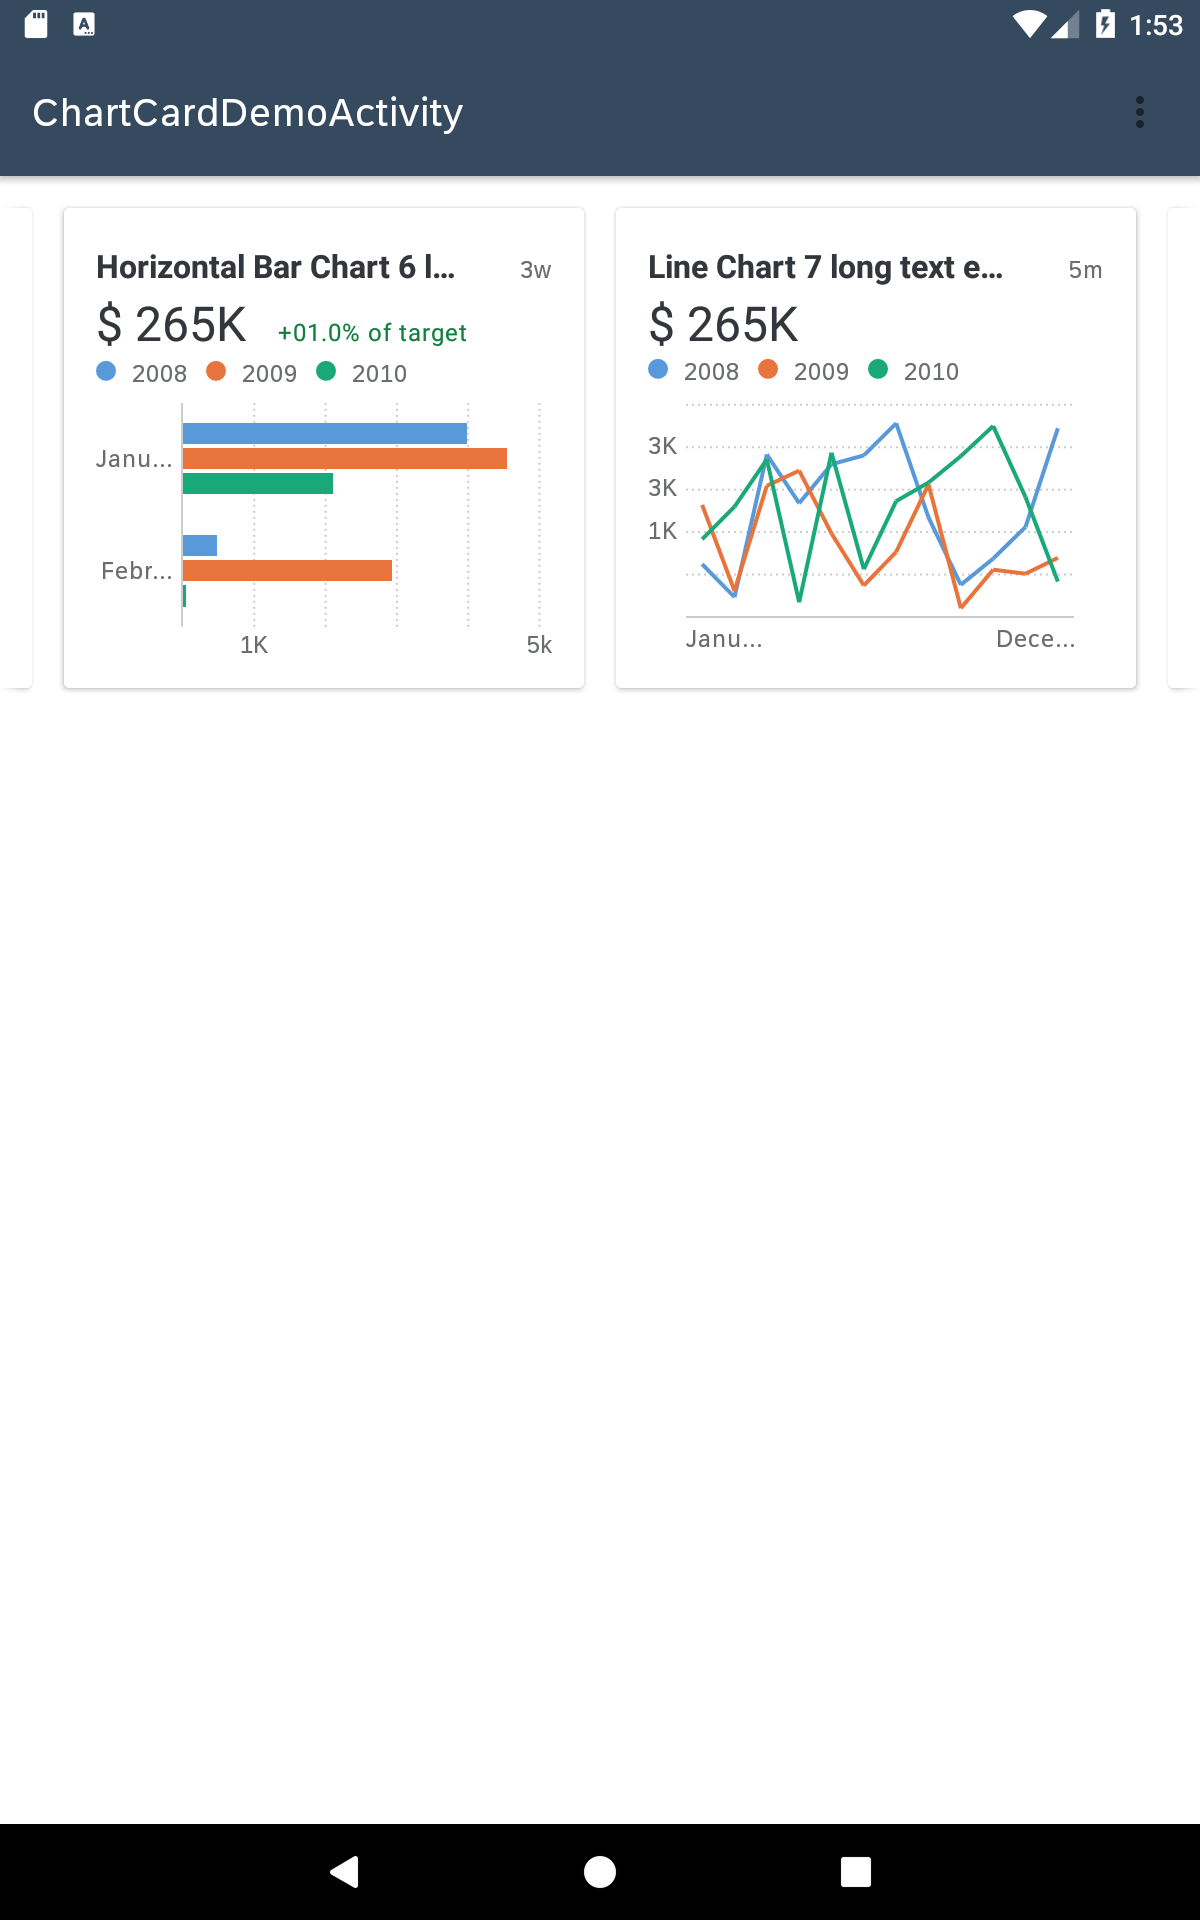 1:53
ChartCardDemoActivity
Horizontal Bar Chart 6 l... 3w
$ 265K +01.0% of target
2008 2009 2010
Janu...
Febr...
1K 5k
Line Chart 7 long text e... 5m
$ 265K
2008 2009 2010
3K
3K
1K
Janu... Dece...